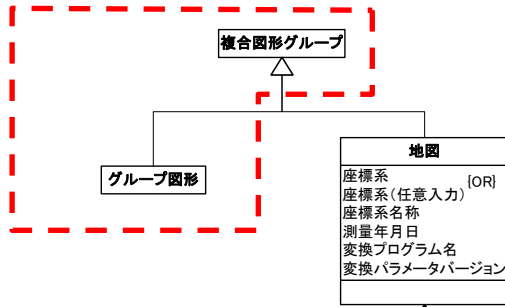 複合図形グループ
グループ図形
地図
座標系
座標系(任意入力)
{OR}
座標系名称
測量年月日
変換プログラム名
変換パラメータバージョン